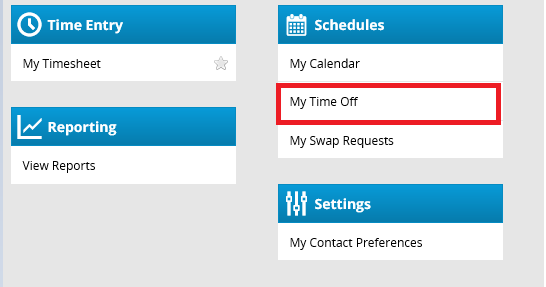 Time Entry
My Timesheet
Reporting
View Reports
Schedules
My Calendar
My Time Off
My Swap Requests
Settings
My Contact Preferences